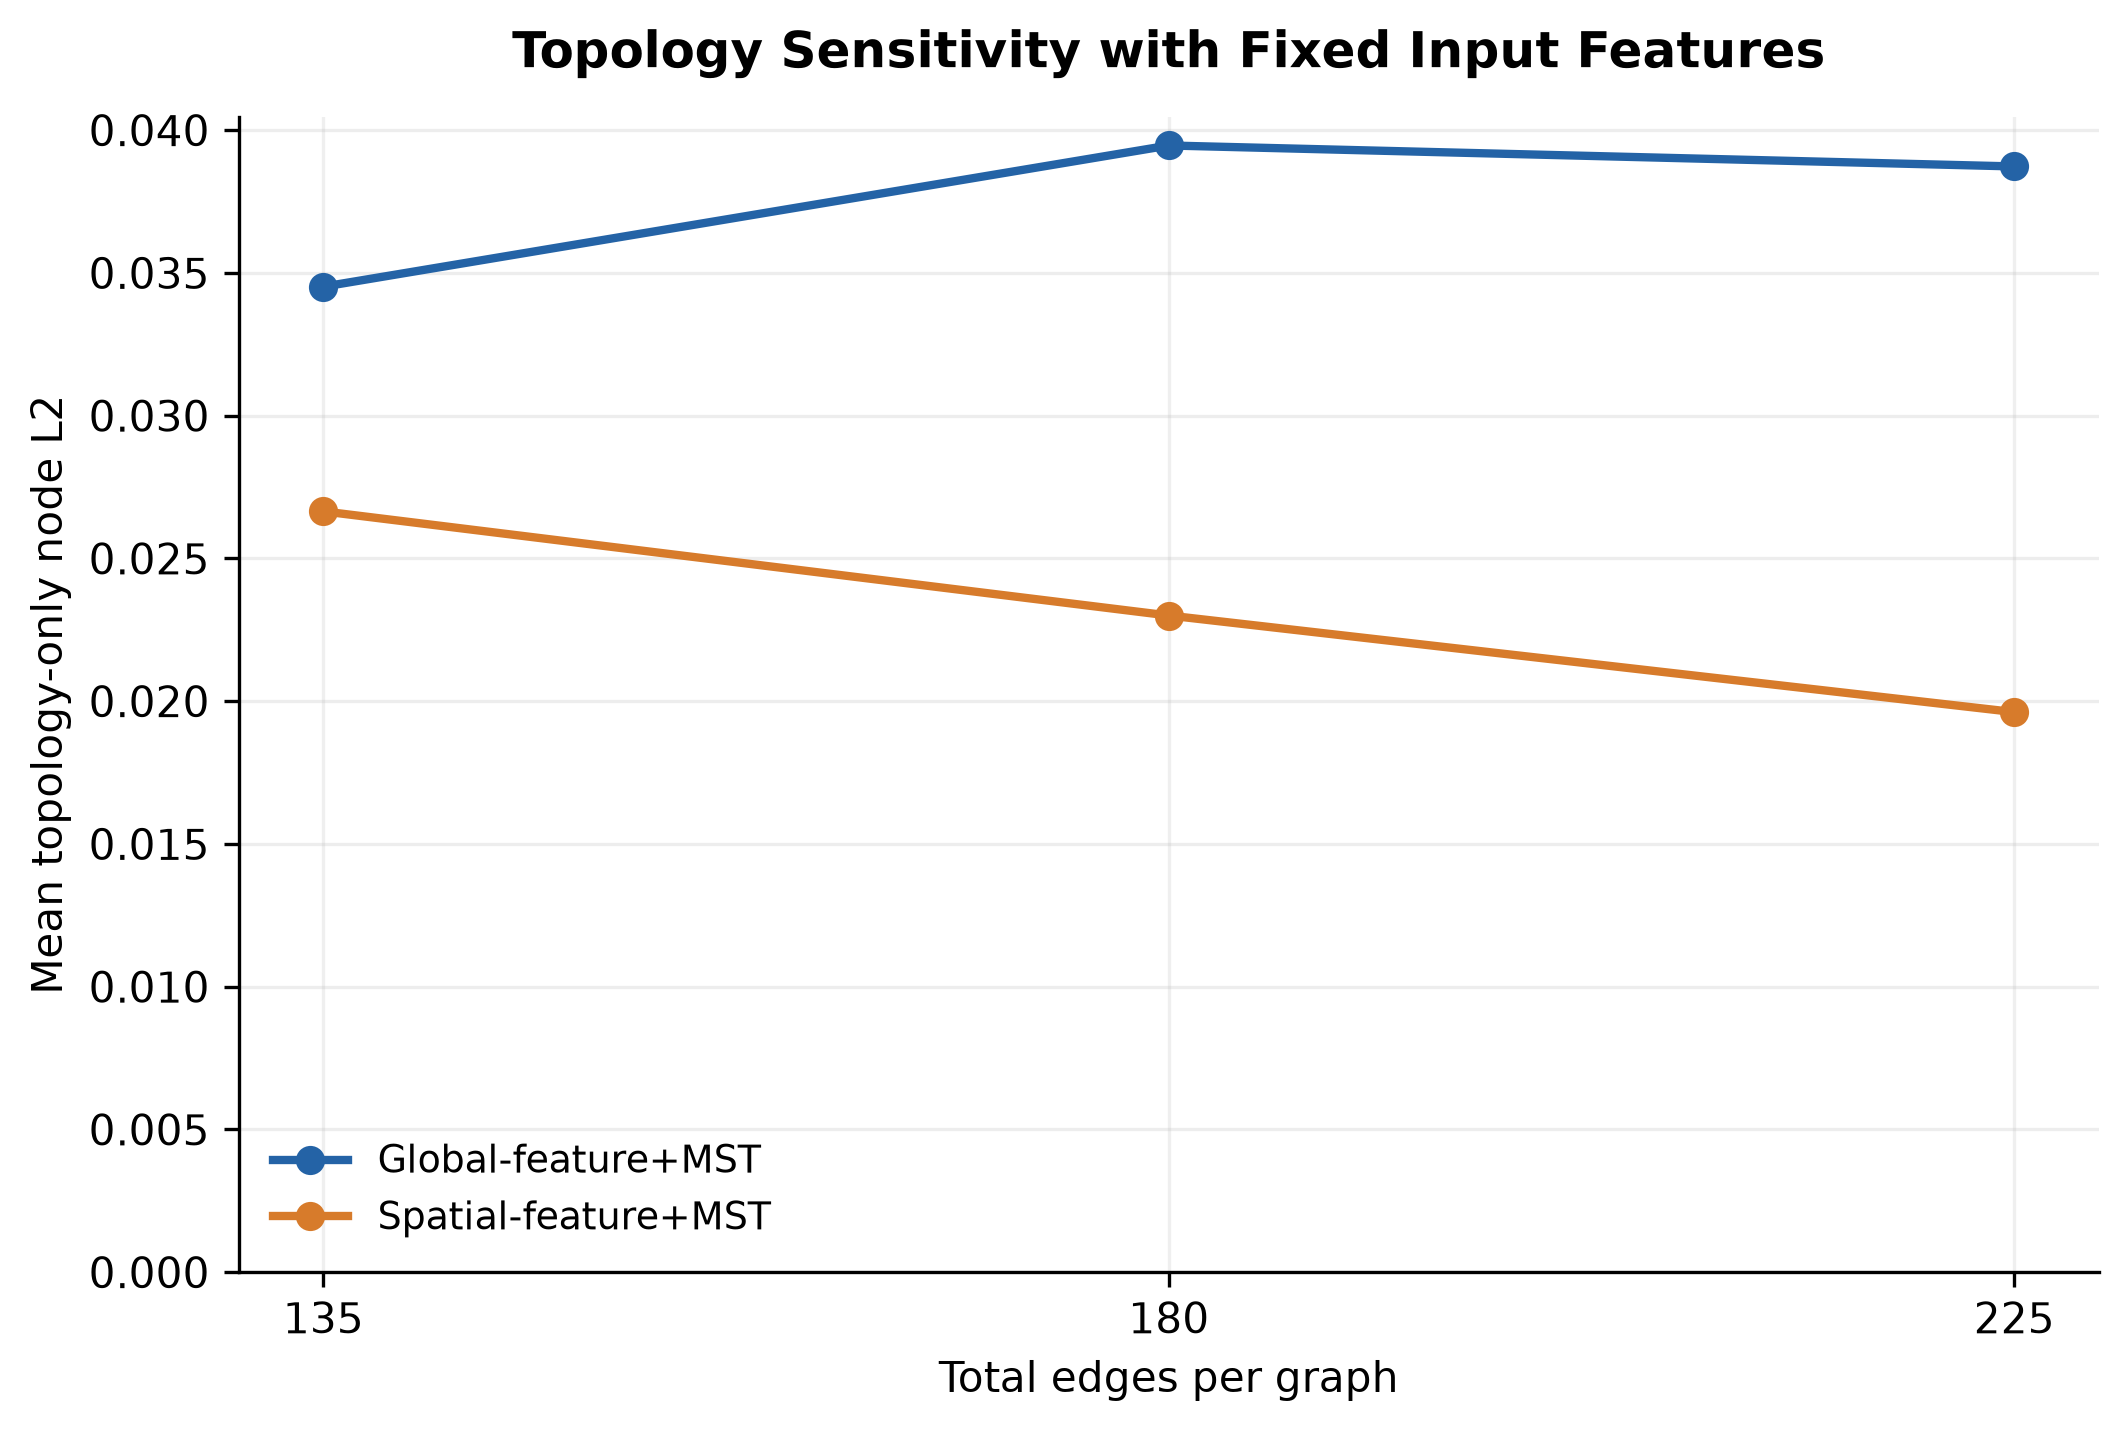 Topology Sensitivity with Fixed Input Features
Mean topology-only node L2
0.040
0.035
0.030
0.025
0.020
0.015
0.010
0.005
0.000
Global-feature+MST
Spatial-feature+MST
135
180
225
Total edges per graph